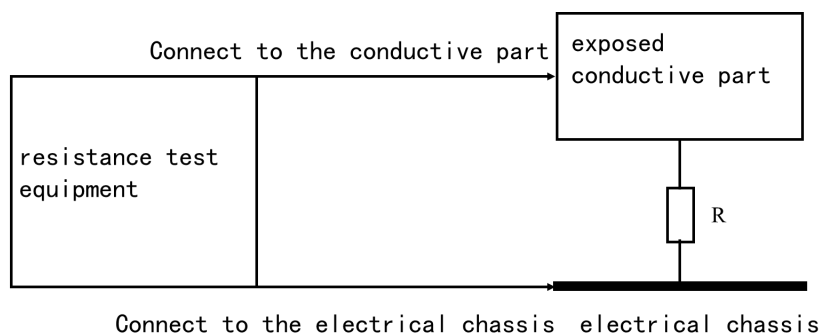 Connect to the conductive part
exposed
conductive part
resistance test
equipment
R
Connect to the electrical chassis
electrical chassis